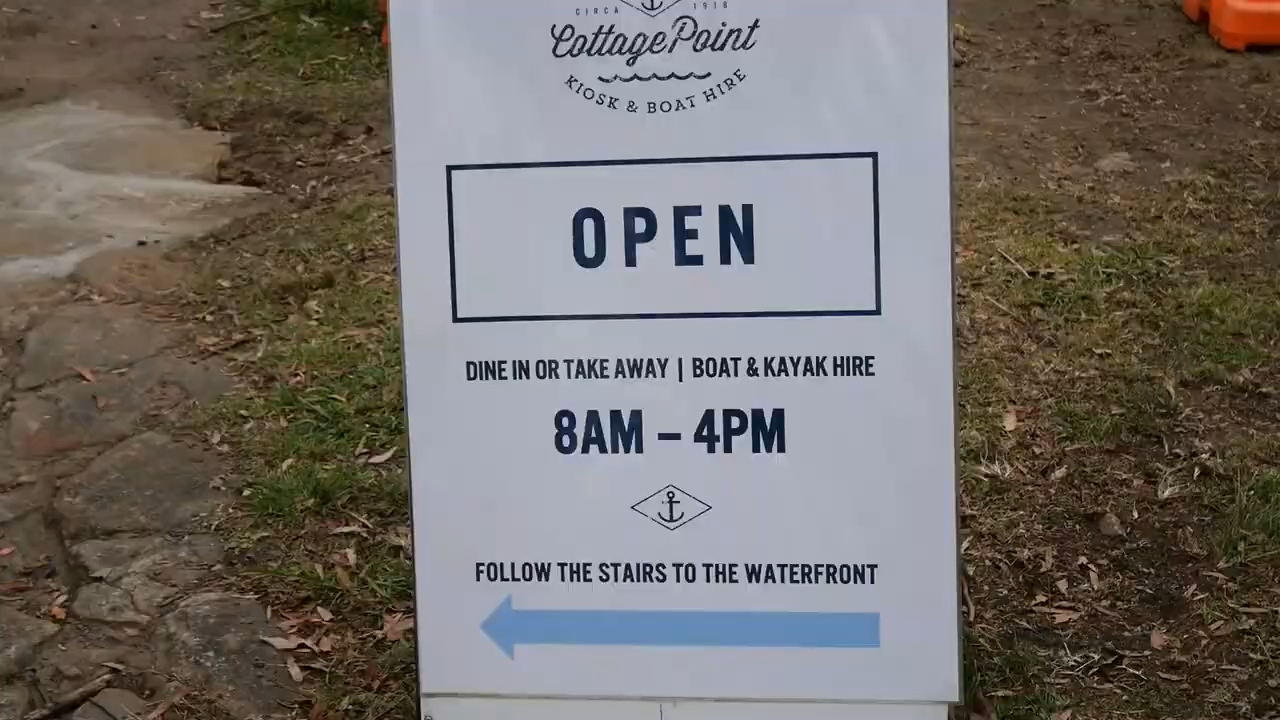 CIRCA 1918
Cottage Point
KIOSK & BOAT HIRE
OPEN
DINE IN OR TAKE AWAY | BOAT & KAYAK HIRE
8AM – 4PM
FOLLOW THE STAIRS TO THE WATERFRONT